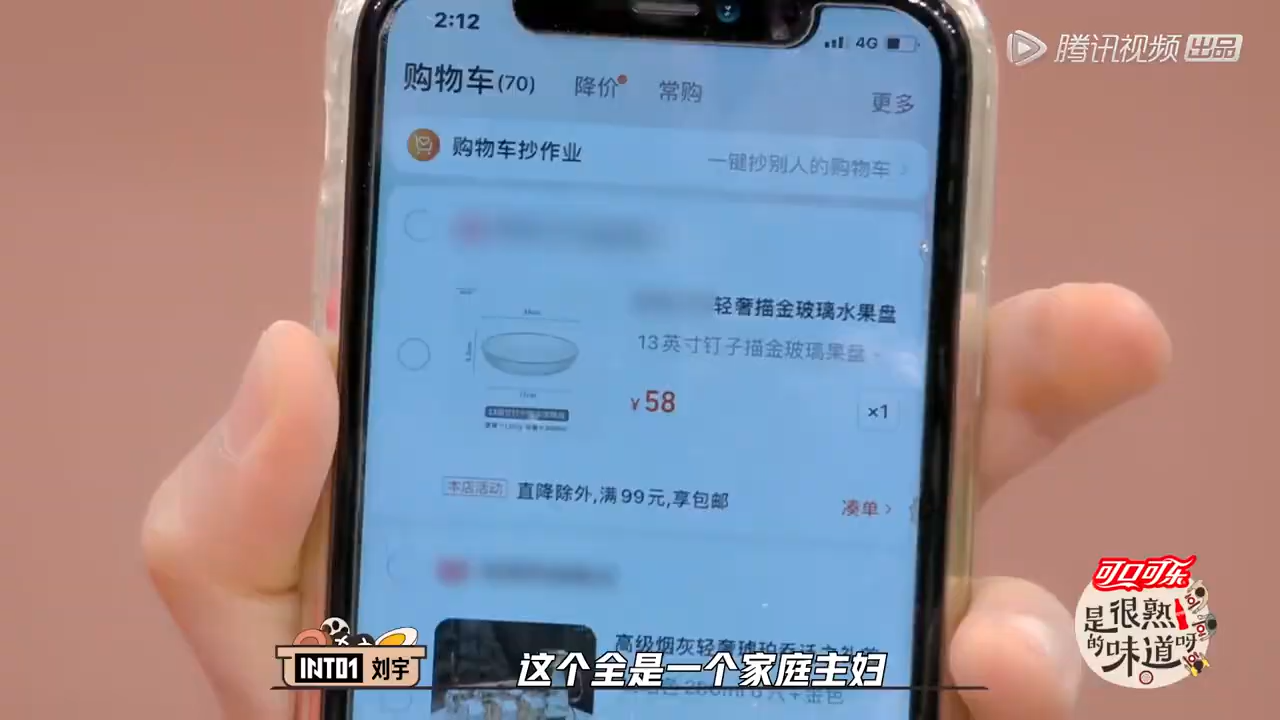 2:12
4G
腾讯视频 出品
购物车(70) 降价 常购 更多
购物车抄作业 一键抄别人的购物车
轻奢描金玻璃水果盘
13英寸钉子描金玻璃果盘
¥58
×1
本店活动 直降除外,满99元,享包邮 凑单
高级烟灰轻奢琥珀
可口可乐
是很熟的味道呀
INTO1 刘宇
这个全是一个家庭主妇